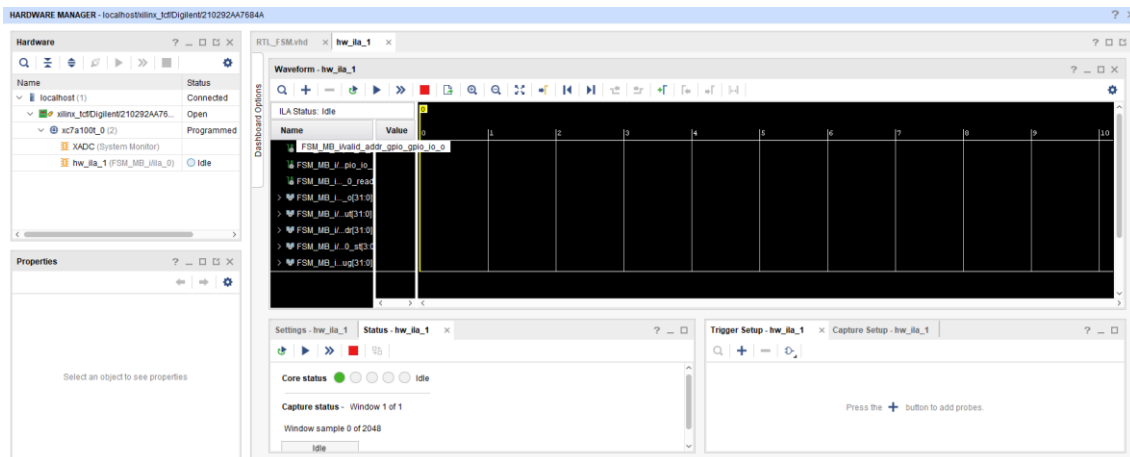 HARDWARE MANAGER - localhost/xilinx_tcf/Digilent/210292AA7684A
Hardware
Name Status
localhost (1) Connected
xilinx_tcf/Digilent/210292AA76... Open
xc7a100t_0 (2) Programmed
XADC (System Monitor)
hw_ila_1 (FSM_MB_i/ila_0) Idle
Properties
Select an object to see properties
RTL_FSM.vhd hw_ila_1
Dashboard Options
Waveform - hw_ila_1
ILA Status: Idle
0
Name Value
0 1 2 3 4 5 6 7 8 9 10
FSM_MB_i/valid_addr_gpio_gpio_io_o
FSM_MB_i/...pio_io_
FSM_MB_i..._0_read
FSM_MB_i..._o[31:0]
FSM_MB_i/...ut[31:0]
FSM_MB_i/...dr[31:0]
FSM_MB_i/...0_st[3:0
FSM_MB_i...ug[31:0]
Settings - hw_ila_1 Status - hw_ila_1
Core status Idle
Capture status - Window 1 of 1
Window sample 0 of 2048
Idle
Trigger Setup - hw_ila_1 Capture Setup - hw_ila_1
Press the + button to add probes.